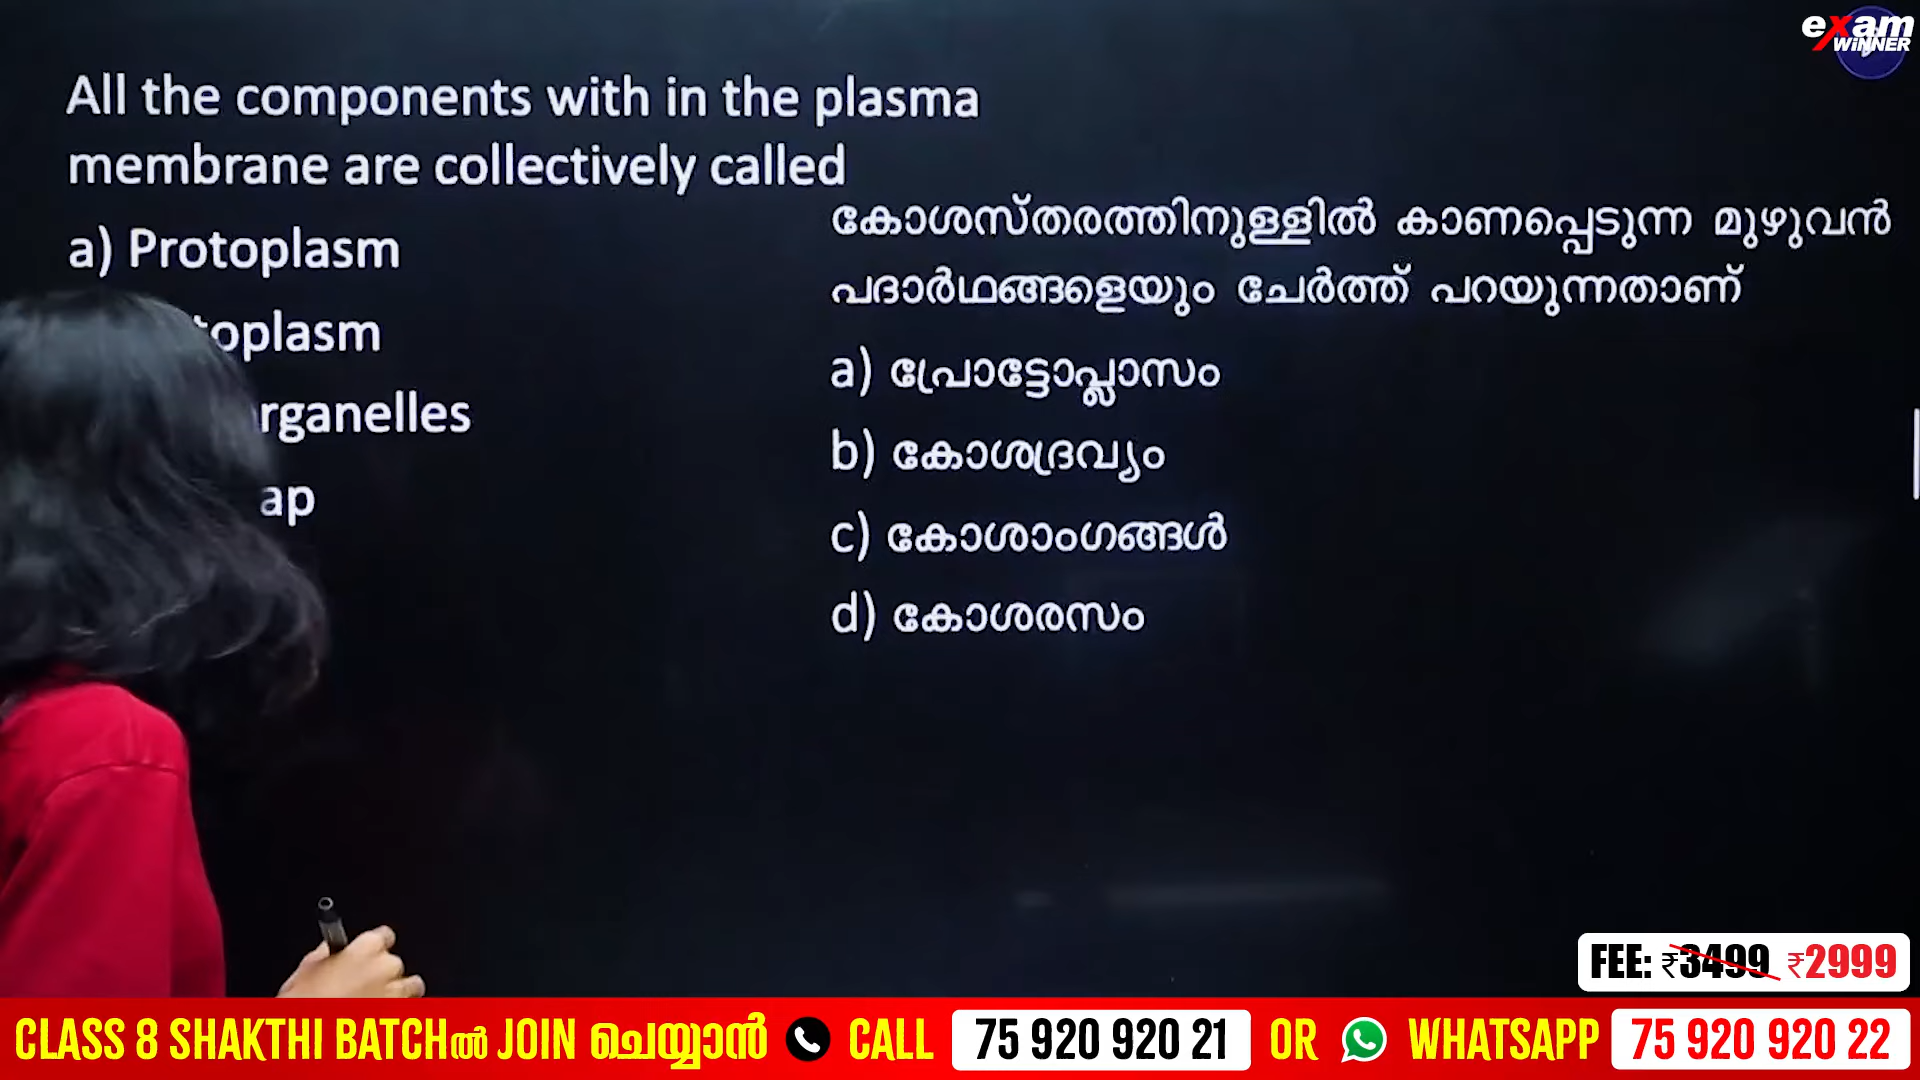 exam
WINNER
All the components with in the plasma
membrane are collectively called
a) Protoplasm
toplasm
rganelles
ap
കോശസ്തരത്തിനുള്ളിൽ കാണപ്പെടുന്ന മുഴുവൻ
പദാർഥങ്ങളെയും ചേർത്ത് പറയുന്നതാണ്
a) പ്രോട്ടോപ്ലാസം
b) കോശദ്രവ്യം
c) കോശാംഗങ്ങൾ
d) കോശരസം
FEE: ₹3499 ₹2999
CLASS 8 SHAKTHI BATCHൽ JOIN ചെയ്യാൻ CALL 75 920 920 21 OR WHATSAPP 75 920 920 22